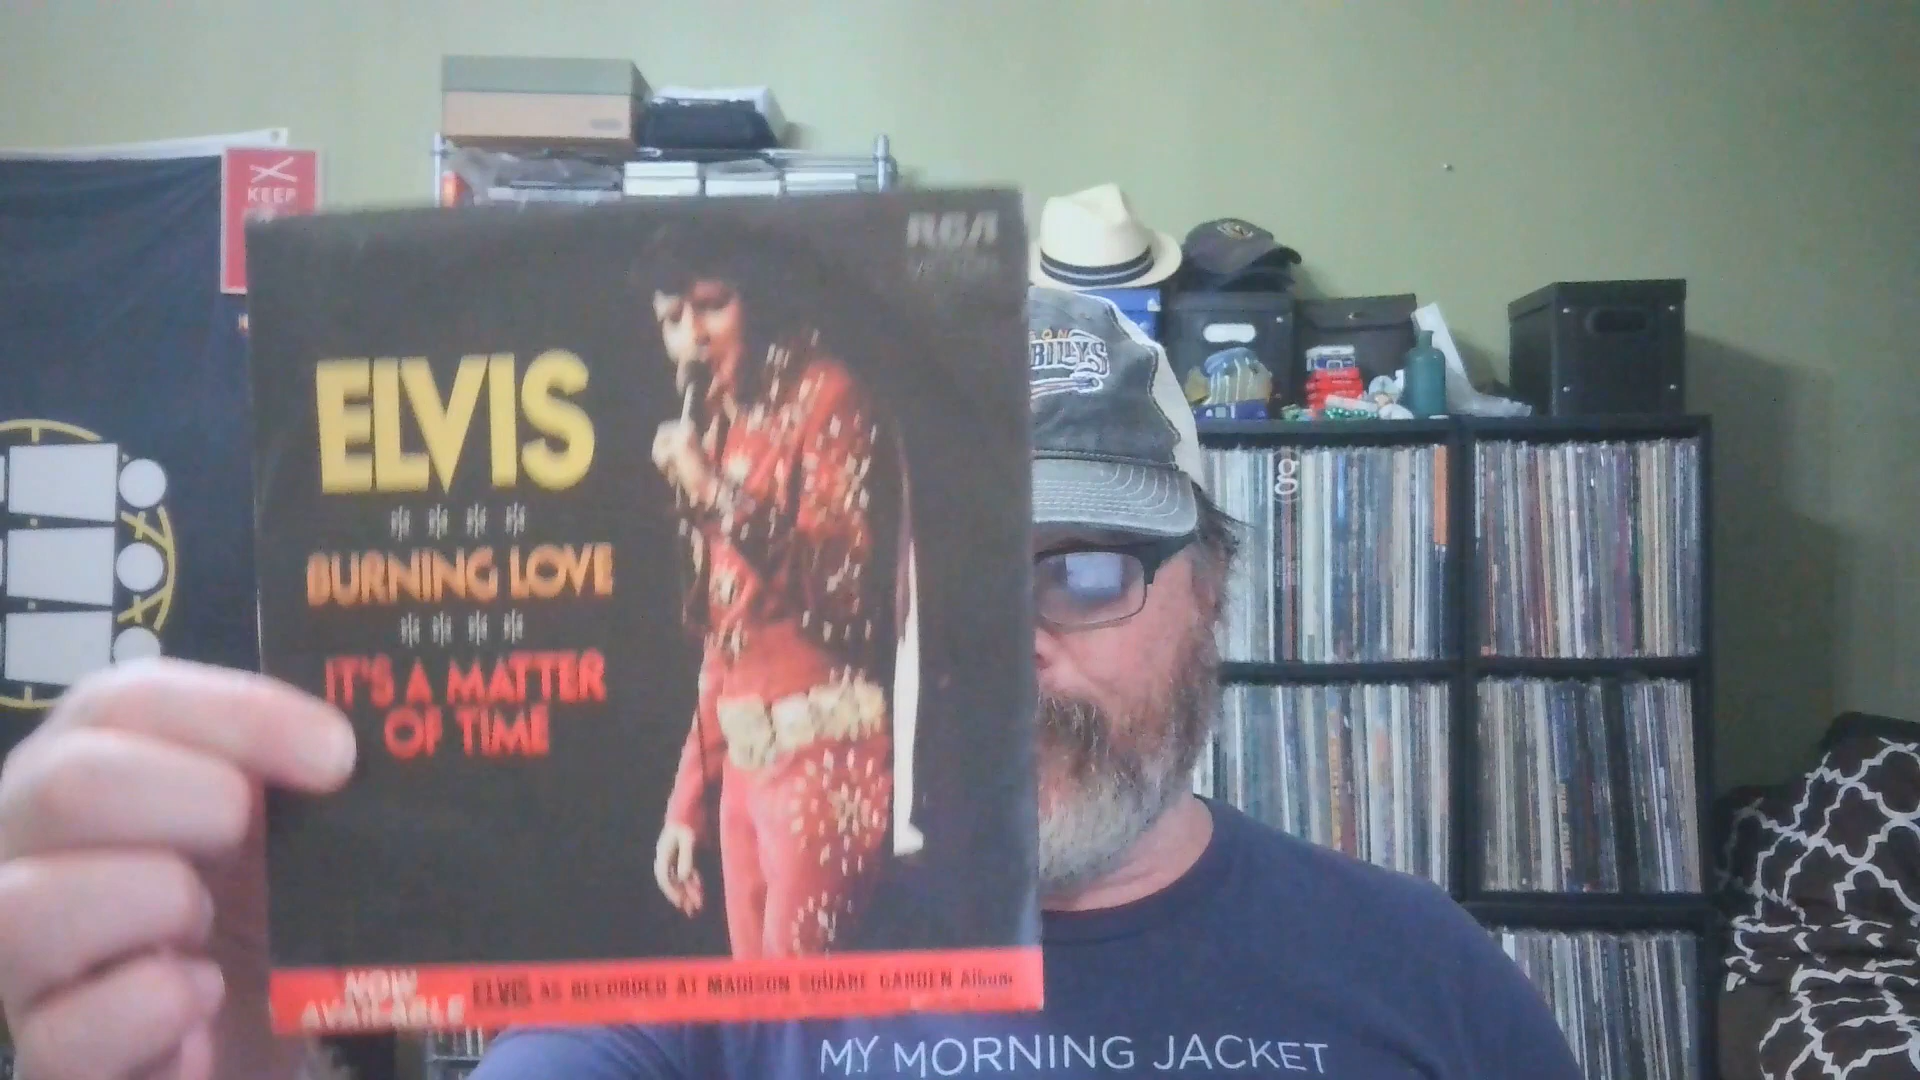 KEEP
RCA
ELVIS
BURNING LOVE
IT'S A MATTER
OF TIME
NOW
AVAILABLE
ELVIS AS RECORDED AT MADISON SQUARE GARDEN Album
g
MY MORNING JACKET